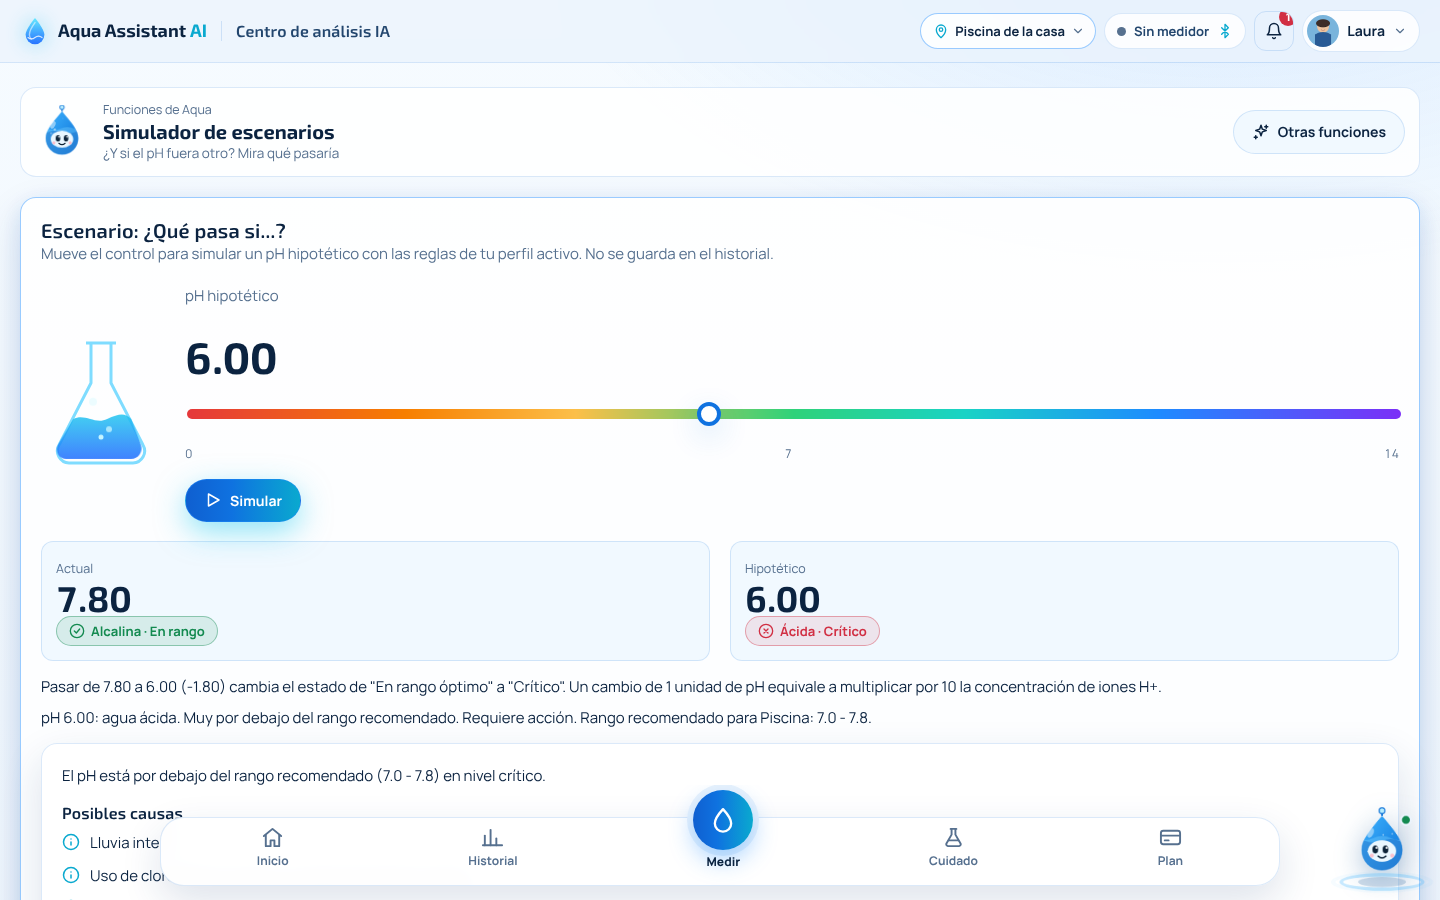 Aqua Assistant AI
Centro de análisis IA
Piscina de la casa
Sin medidor
1
Laura
Funciones de Aqua
Simulador de escenarios
¿Y si el pH fuera otro? Mira qué pasaría
Otras funciones
Escenario: ¿Qué pasa si...?
Mueve el control para simular un pH hipotético con las reglas de tu perfil activo. No se guarda en el historial.
pH hipotético
6.00
0 7 14
Simular
Actual
7.80
Alcalina · En rango
Hipotético
6.00
Ácida · Crítico
Pasar de 7.80 a 6.00 (-1.80) cambia el estado de "En rango óptimo" a "Crítico". Un cambio de 1 unidad de pH equivale a multiplicar por 10 la concentración de iones H+.
pH 6.00: agua ácida. Muy por debajo del rango recomendado. Requiere acción. Rango recomendado para Piscina: 7.0 - 7.8.
El pH está por debajo del rango recomendado (7.0 - 7.8) en nivel crítico.
Posibles causas
Lluvia inte
Uso de clor
Inicio
Historial
Medir
Cuidado
Plan